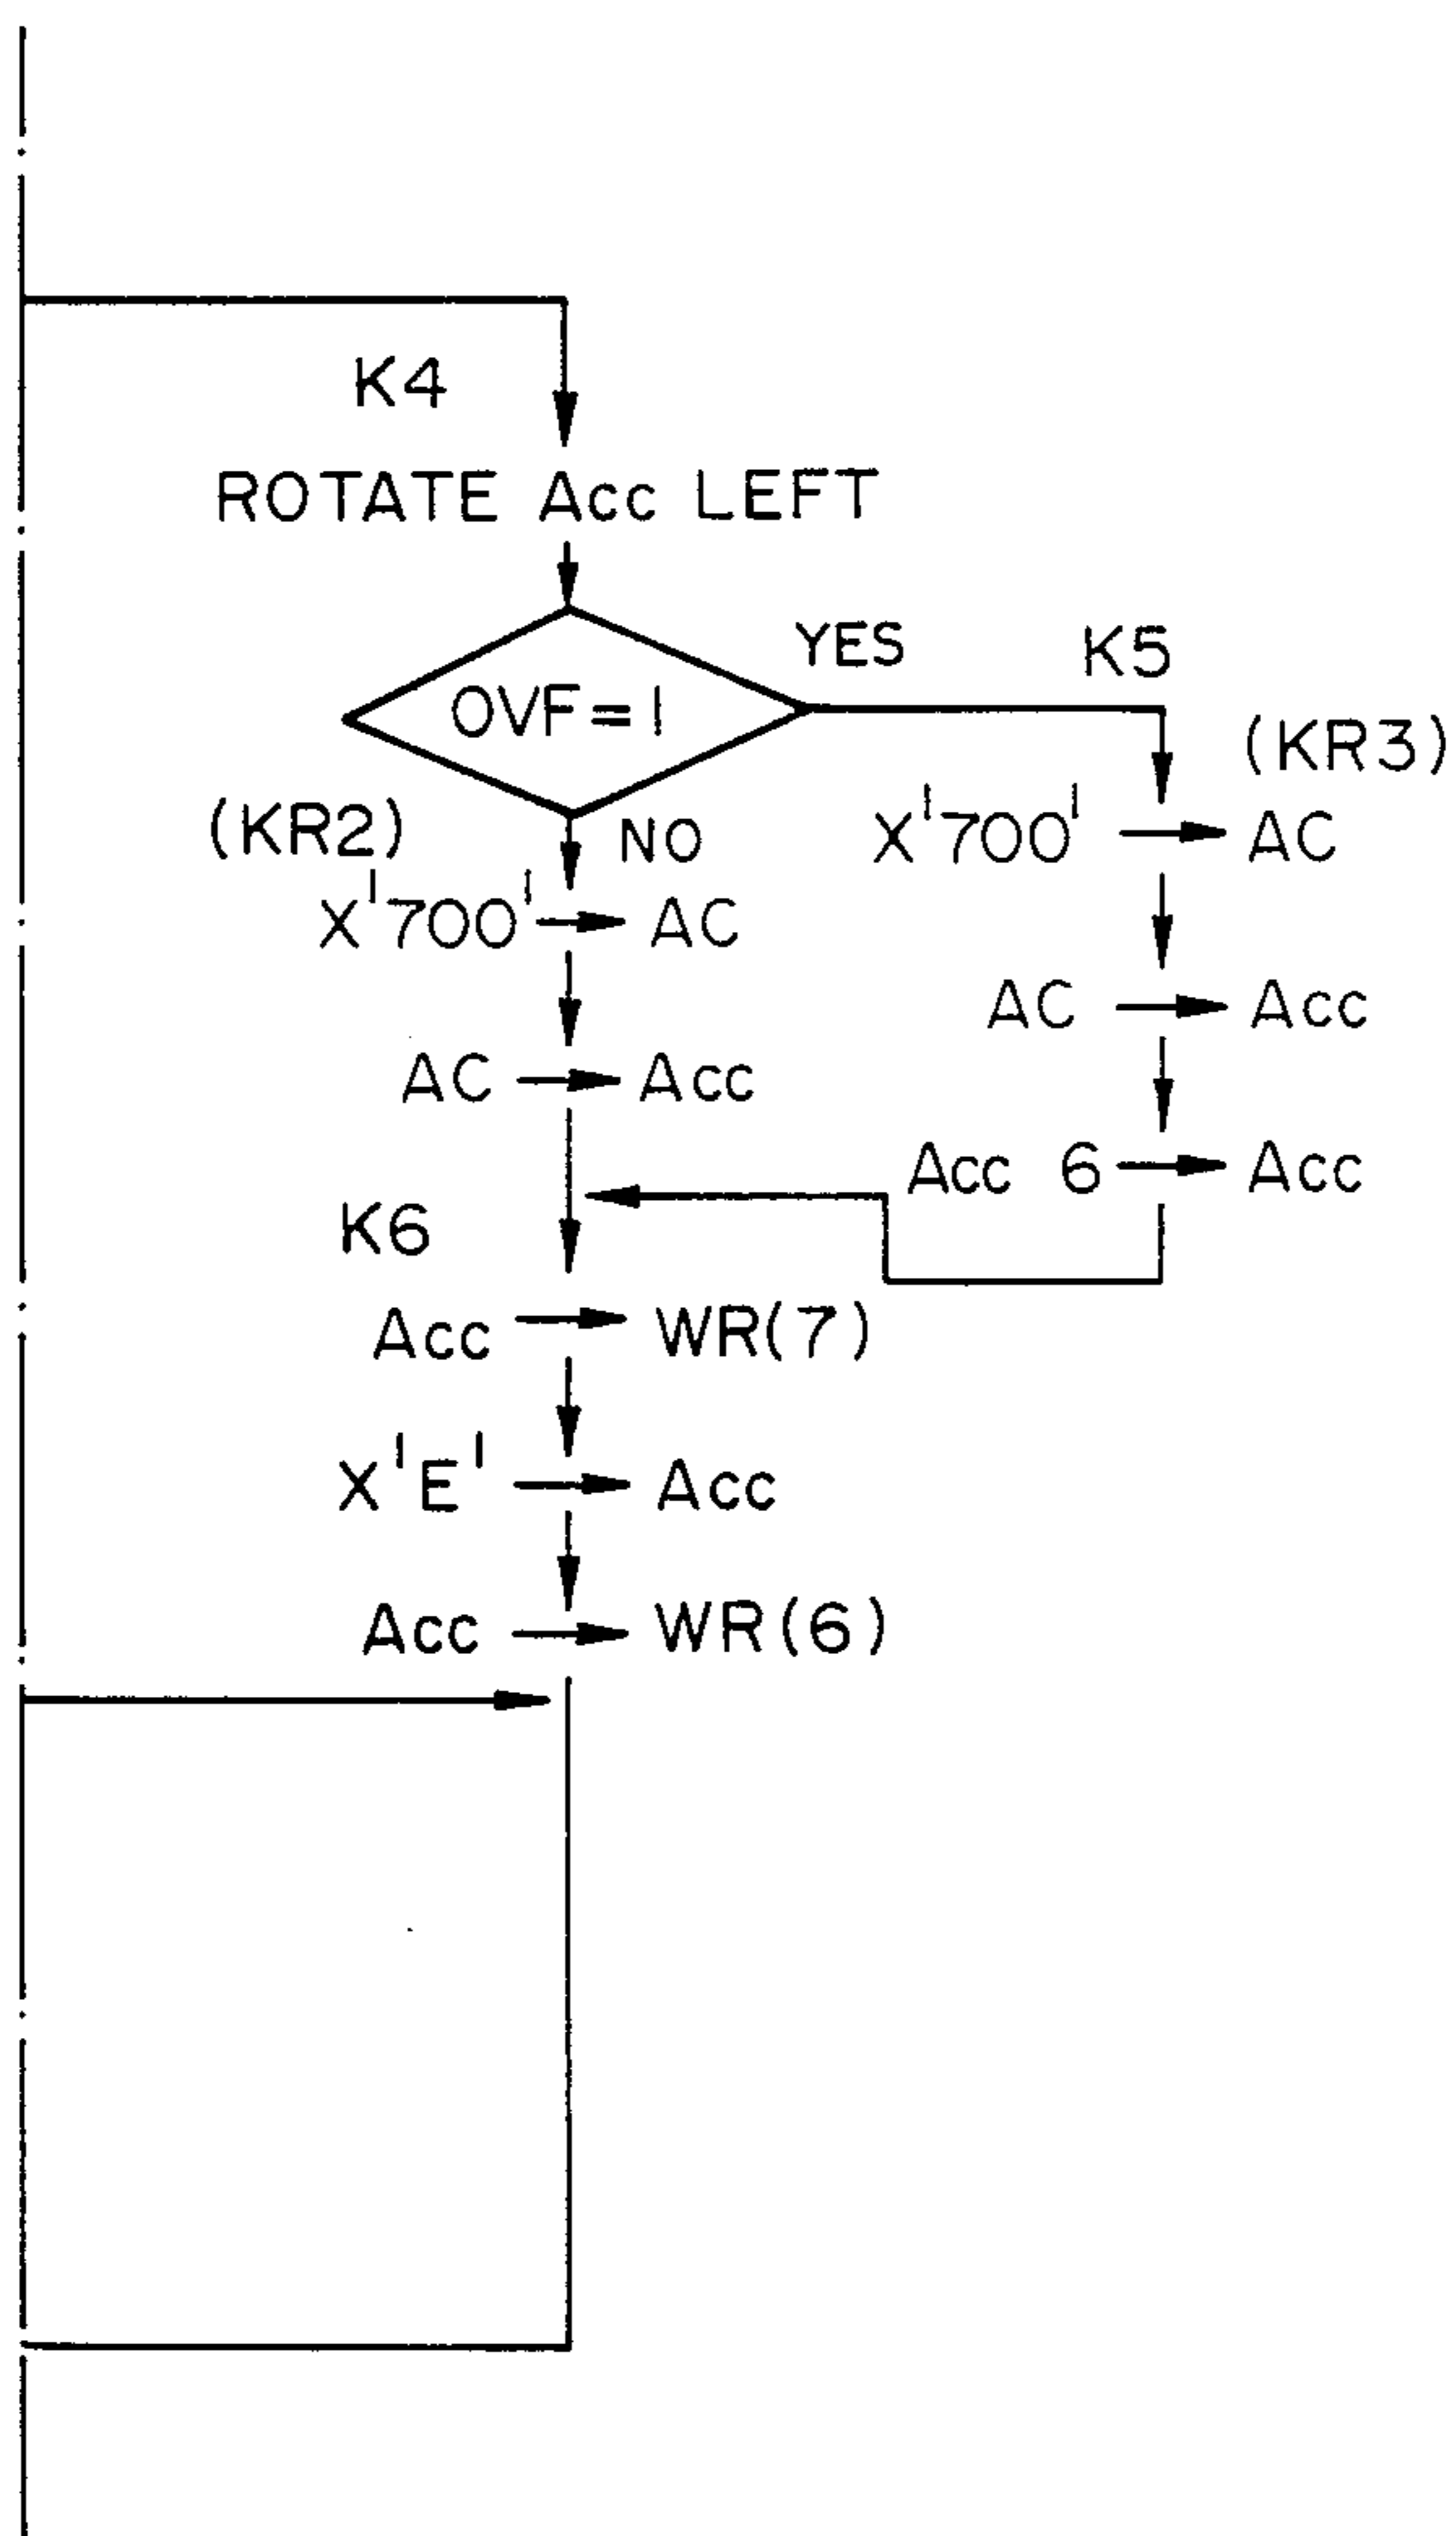 K4
ROTATE Acc LEFT
OVF=1
YES
K5
(KR3)
(KR2)
NO
X'700' → AC
X'700' → AC
AC → Acc
AC → Acc
Acc 6 → Acc
K6
Acc → WR(7)
X'E' → Acc
Acc → WR(6)